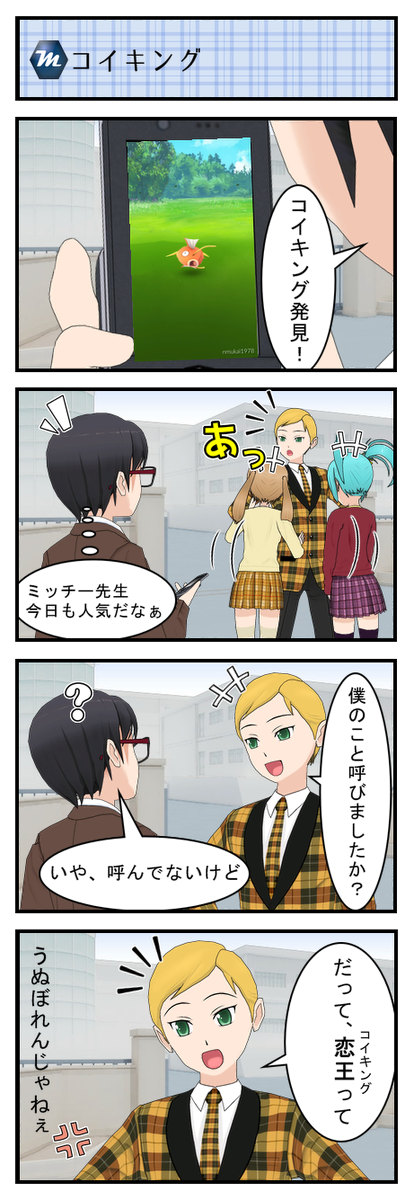 m コイキング
コイキング発見！
nmukai1978
あっ
ミッチー先生
今日も人気だなぁ
僕のこと呼びましたか？
？
いや、呼んでないけど
だって、恋王って
コイキング
うぬぼれんじゃねぇ